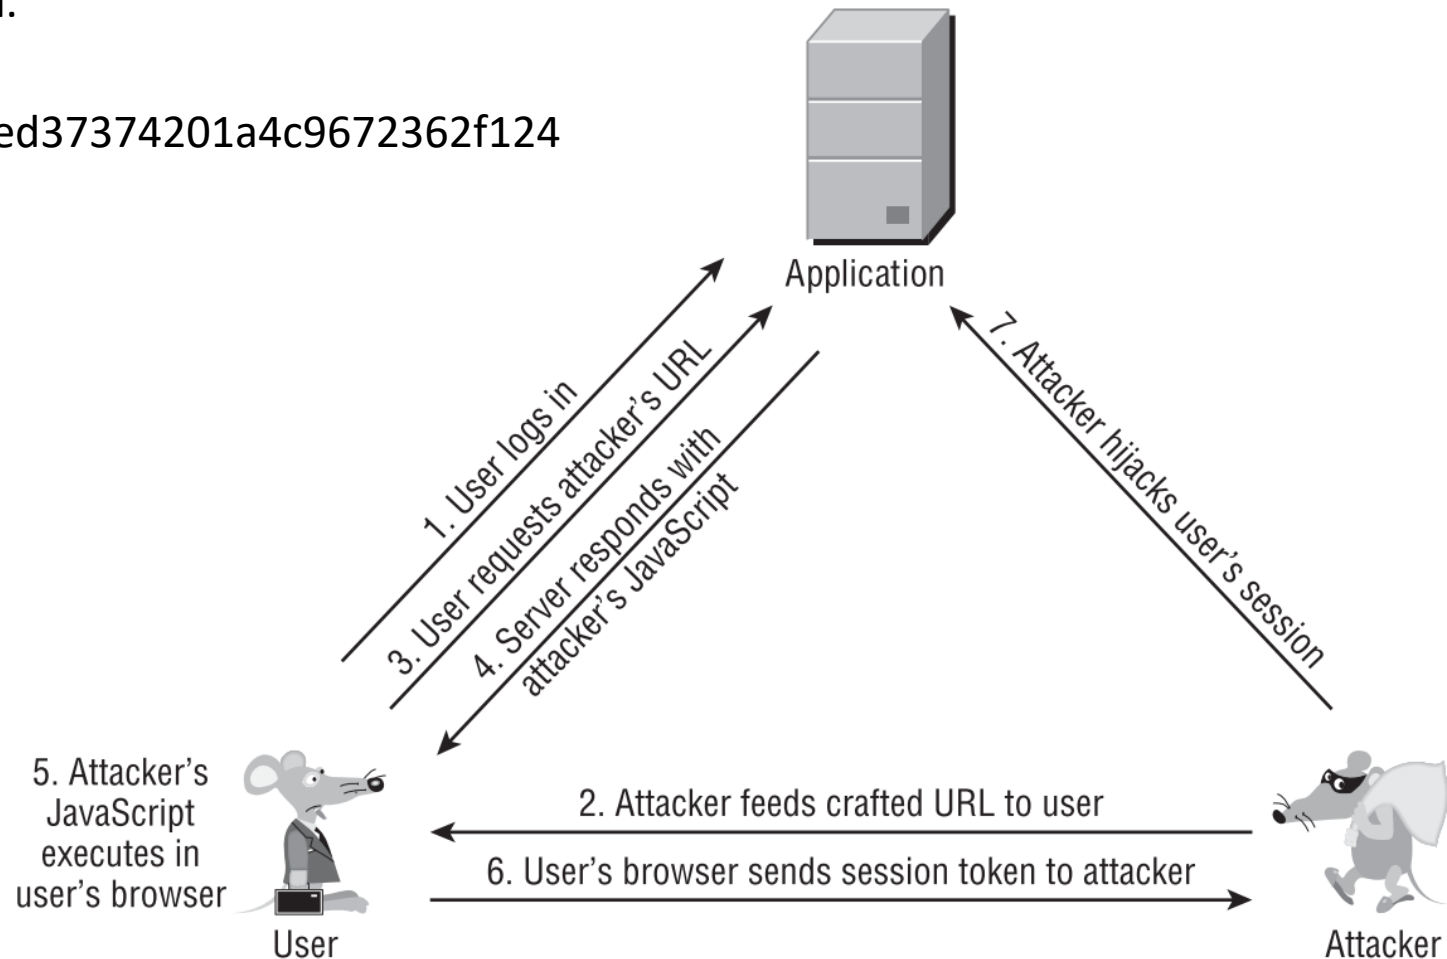 ed37374201a4c9672362f124
Application
1. User logs in
3. User requests attacker's URL
4. Server responds with
attacker's JavaScript
7. Attacker hijacks user's session
5. Attacker's
JavaScript
executes in
user's browser
2. Attacker feeds crafted URL to user
6. User's browser sends session token to attacker
User
Attacker